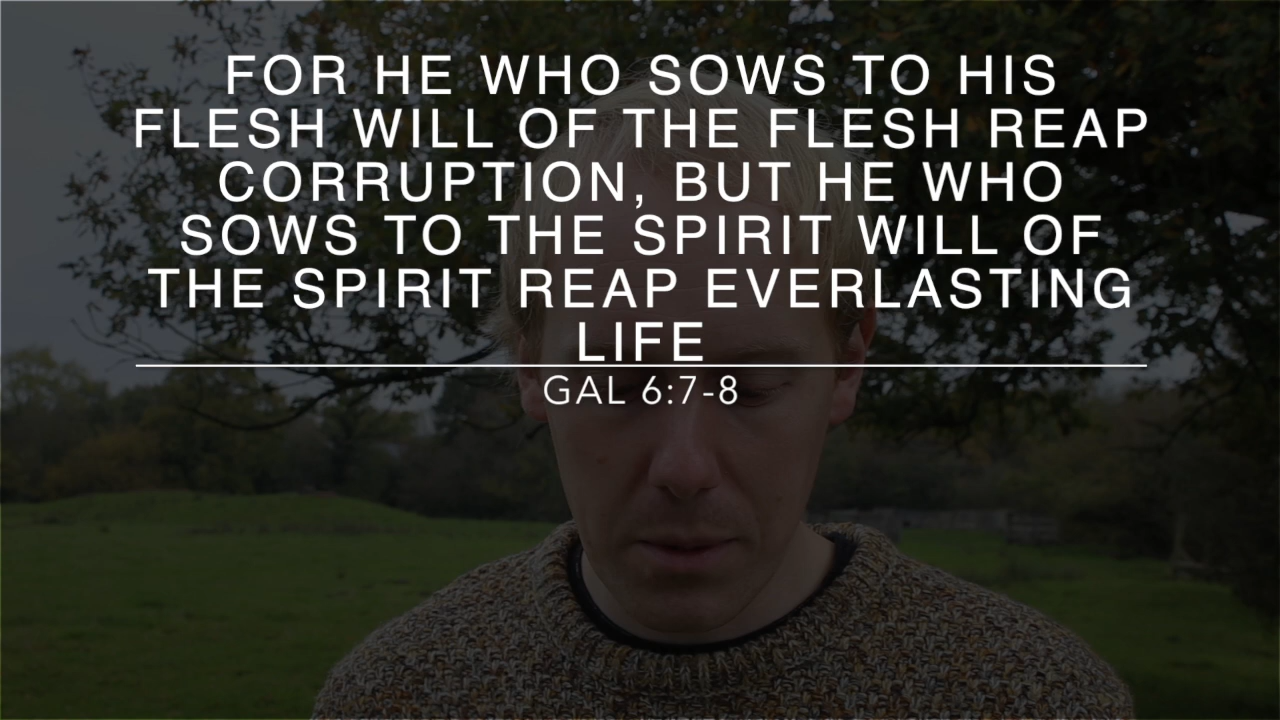 FOR HE WHO SOWS TO HIS
FLESH WILL OF THE FLESH REAP
CORRUPTION, BUT HE WHO
SOWS TO THE SPIRIT WILL OF
THE SPIRIT REAP EVERLASTING
LIFE
GAL 6:7-8